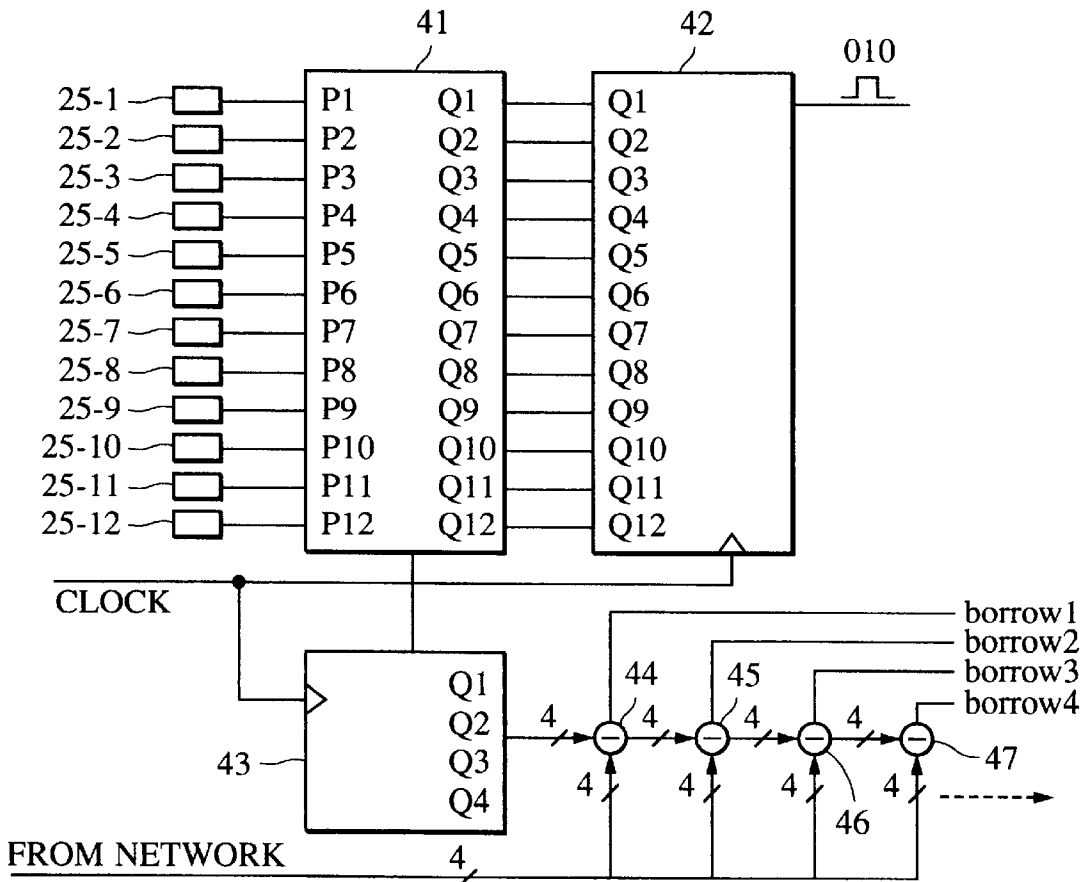 41
42
010
25-1 P1 Q1 Q1
25-2 P2 Q2 Q2
25-3 P3 Q3 Q3
25-4 P4 Q4 Q4
25-5 P5 Q5 Q5
25-6 P6 Q6 Q6
25-7 P7 Q7 Q7
25-8 P8 Q8 Q8
25-9 P9 Q9 Q9
25-10 P10 Q10 Q10
25-11 P11 Q11 Q11
25-12 P12 Q12 Q12
CLOCK
borrow1
borrow2
borrow3
borrow4
43
Q1
Q2
Q3
Q4
4 44 4 45 4 4
4 4 4 46 4 47
FROM NETWORK 4